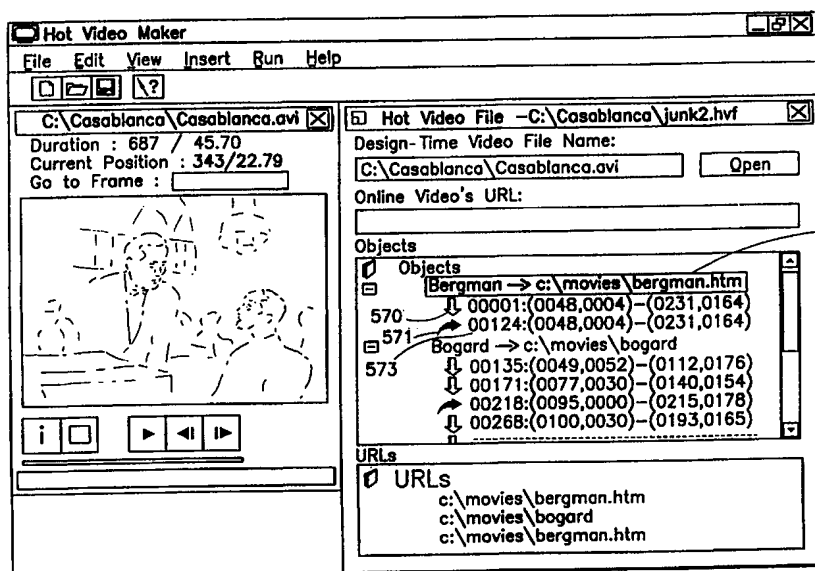 Hot Video Maker
File Edit View Insert Run Help
\?
C:\Casablanca\Casablanca.avi
Duration : 687 / 45.70
Current Position : 343/22.79
Go to Frame :
i
Hot Video File -C:\Casablanca\junk2.hvf
Design-Time Video File Name:
C:\Casablanca\Casablanca.avi Open
Online Video's URL:
Objects
Objects
Bergman → c:\movies\bergman.htm
570 00001:(0048,0004)-(0231,0164)
571 00124:(0048,0004)-(0231,0164)
573 Bogard → c:\movies\bogard
00135:(0049,0052)-(0112,0176)
00171:(0077,0030)-(0140,0154)
00218:(0095,0000)-(0215,0178)
00268:(0100,0030)-(0193,0165)
URLs
URLs
c:\movies\bergman.htm
c:\movies\bogard
c:\movies\bergman.htm